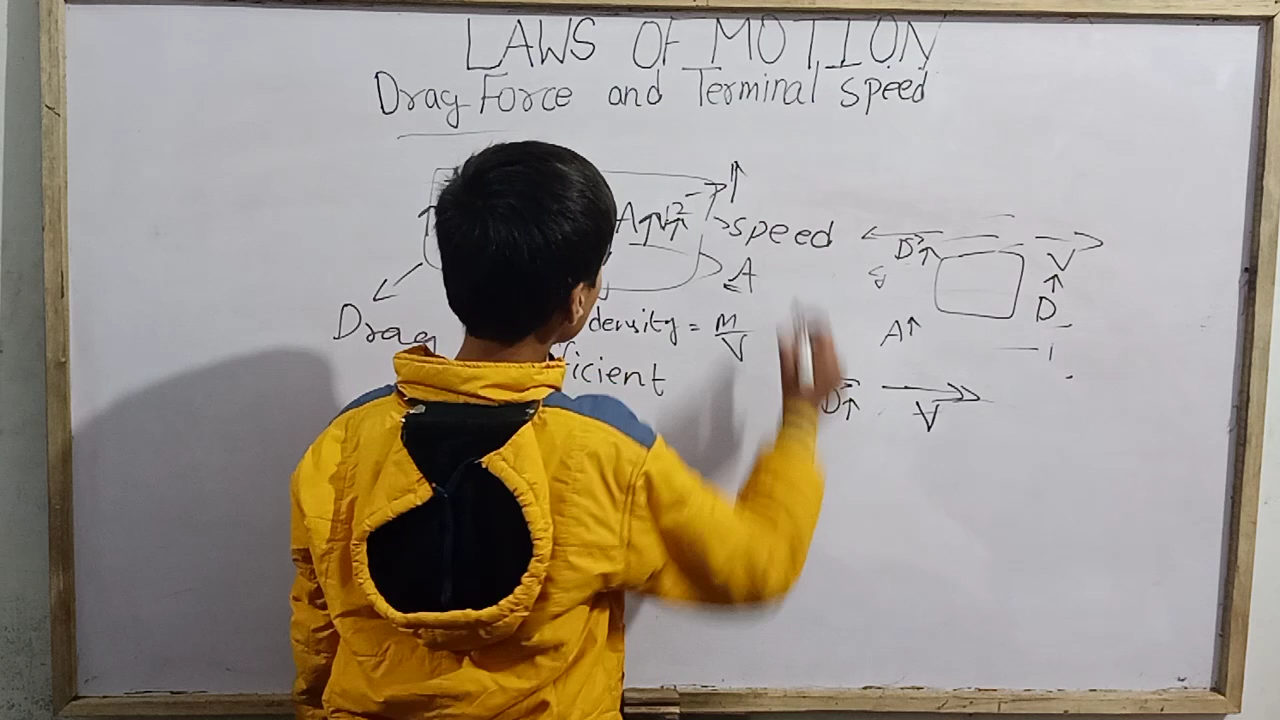 LAWS OF MOTION
Drag Force and Terminal speed
A↑ v²↑
speed
A
D↑
V↑
D
Drag
density = M/V
A↑
ficient
D↑
V